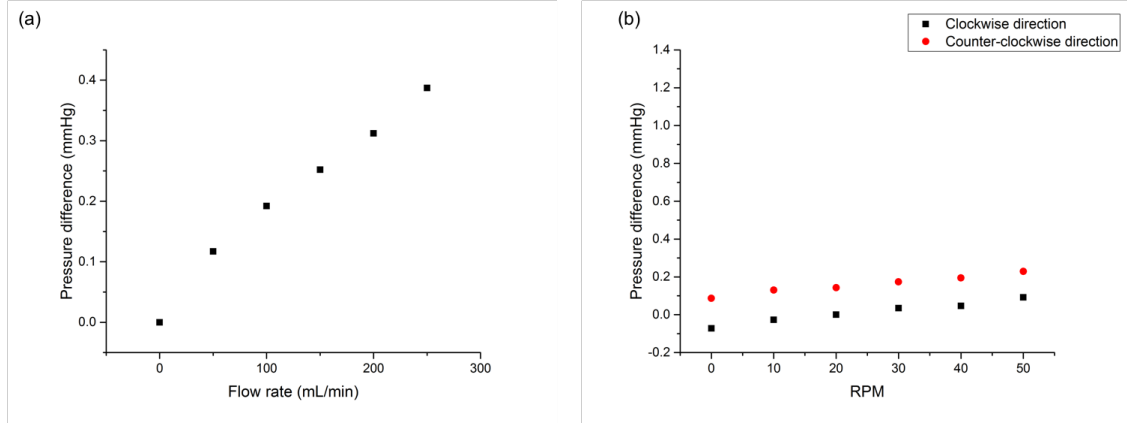 (a)
0.4
0.3
0.2
0.1
0.0
Pressure difference (mmHg)
0 100 200 300
Flow rate (mL/min)
(b)
Clockwise direction
Counter-clockwise direction
1.4
1.2
1.0
0.8
0.6
0.4
0.2
0.0
-0.2
Pressure difference (mmHg)
0 10 20 30 40 50
RPM